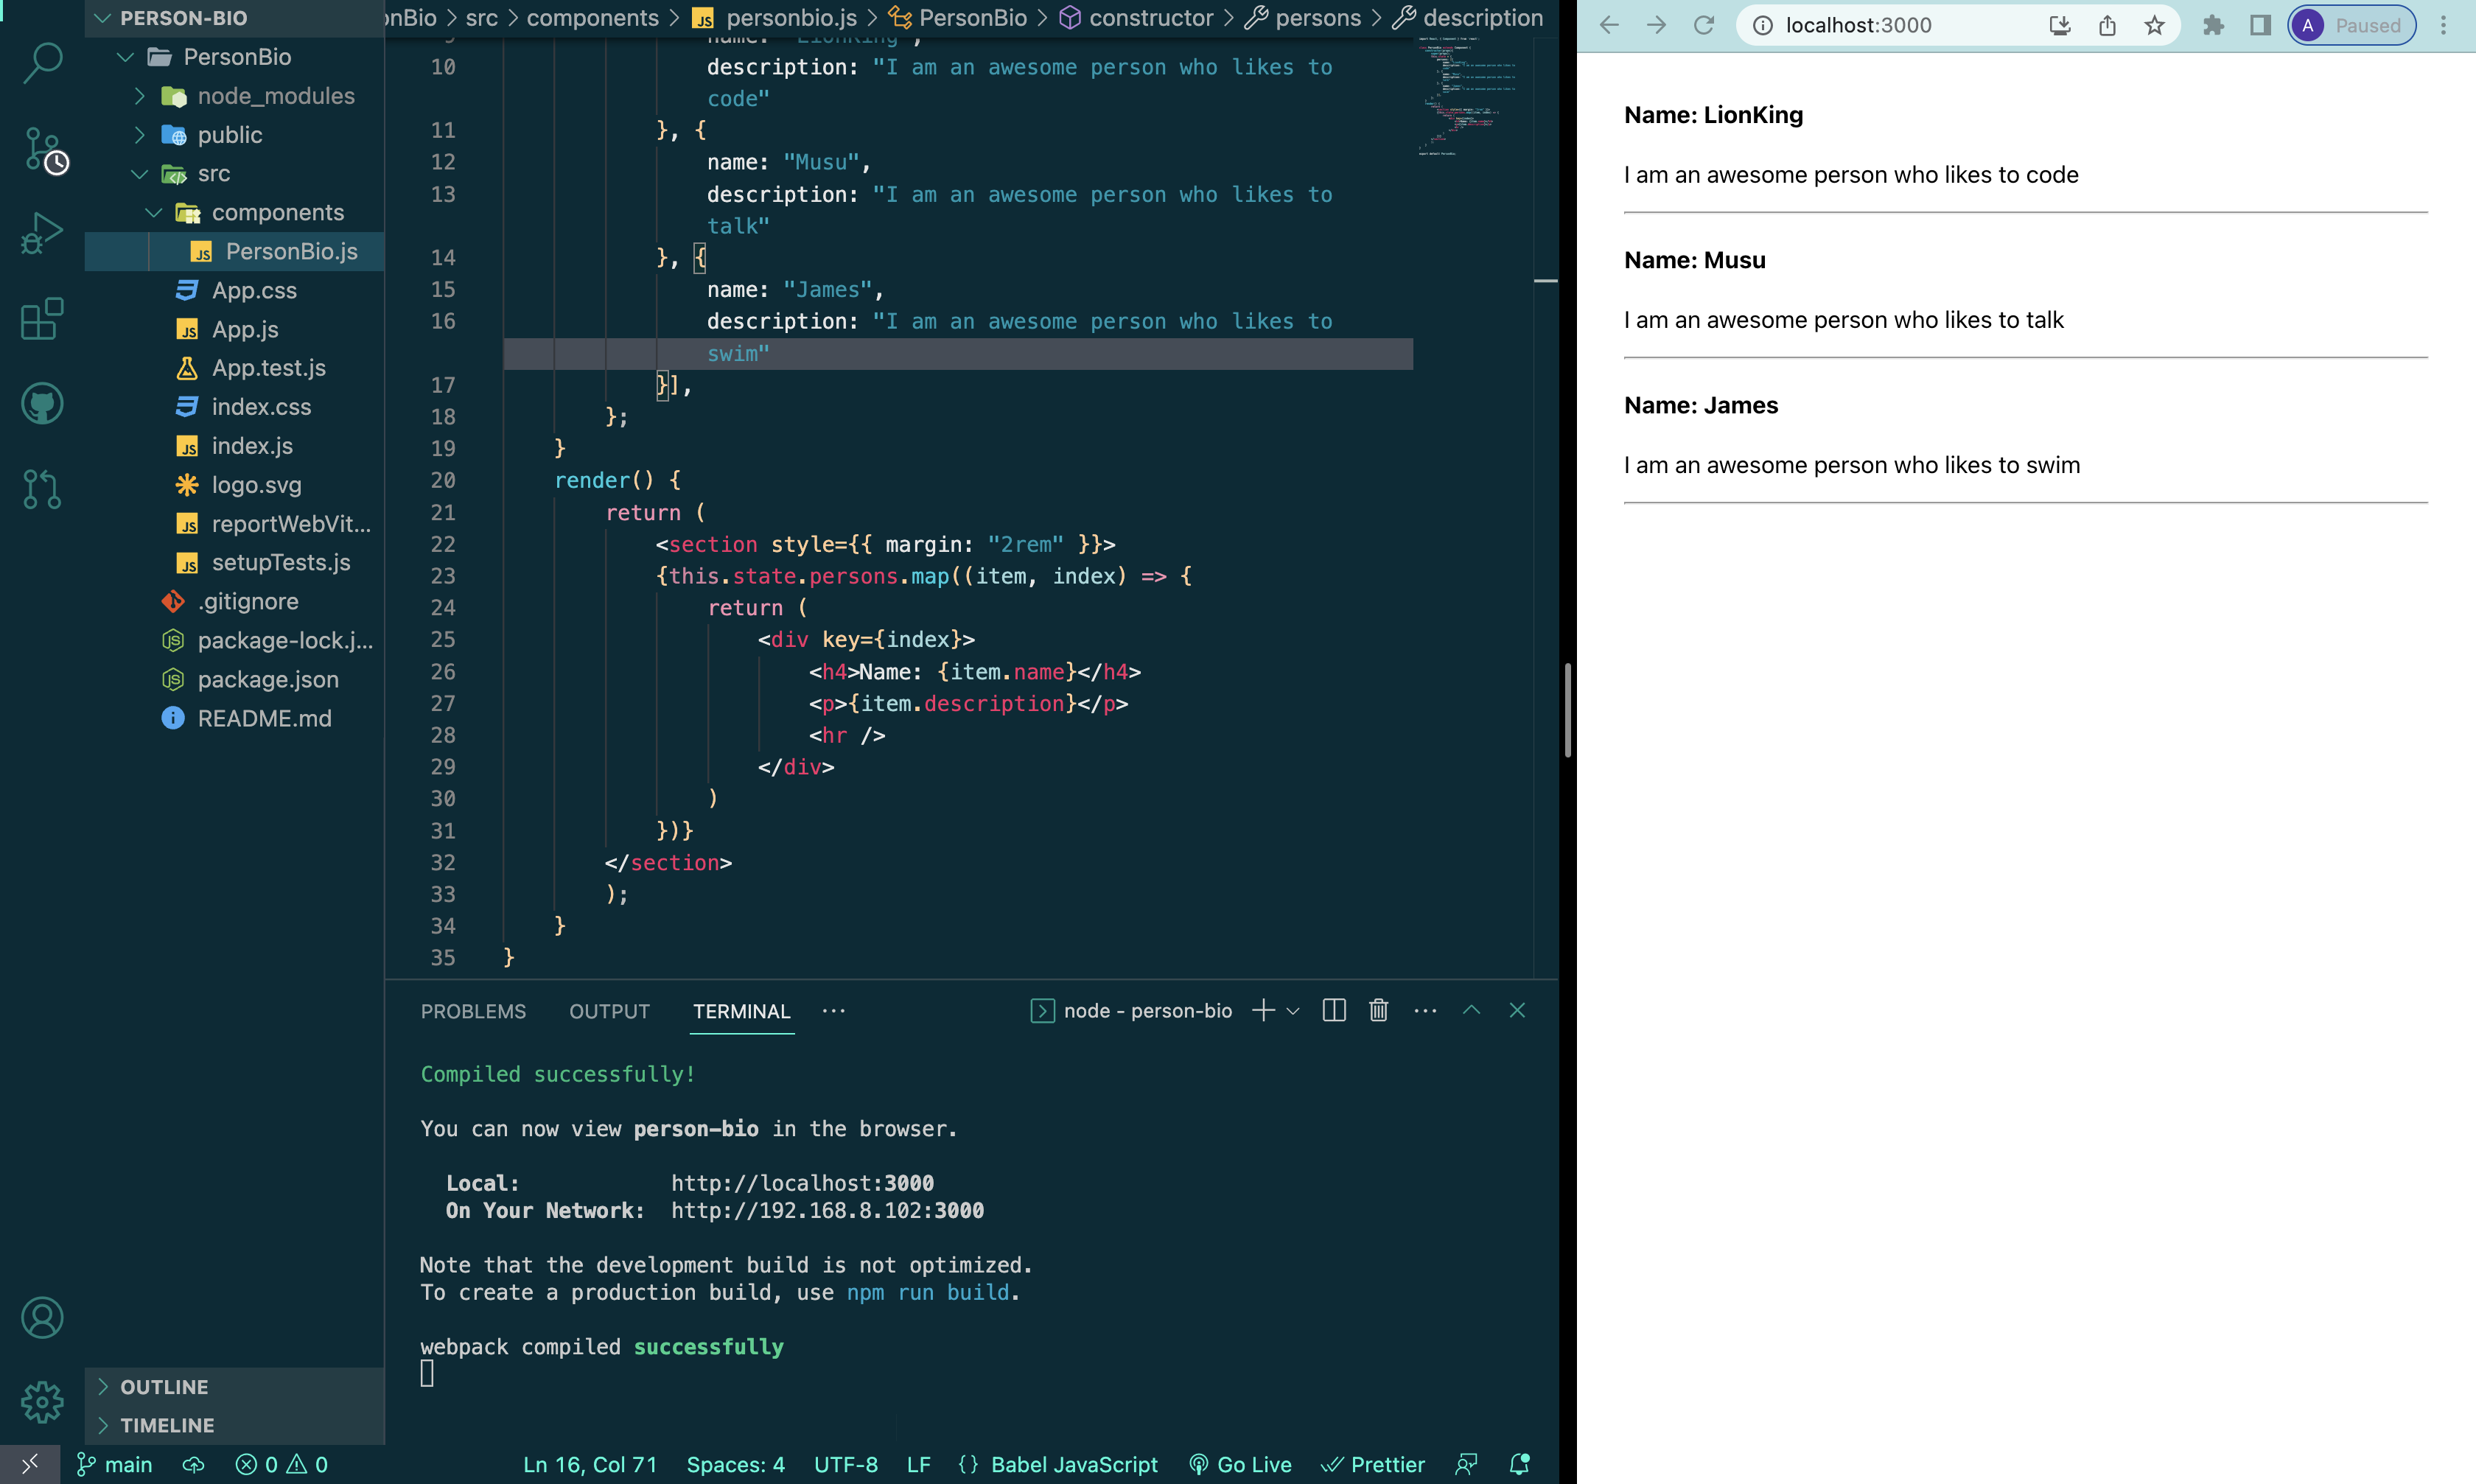 PERSON-BIO
PersonBio
node_modules
public
src
components
PersonBio.js
App.css
App.js
App.test.js
index.css
index.js
logo.svg
reportWebVit...
setupTests.js
.gitignore
package-lock.j...
package.json
README.md
OUTLINE
TIMELINE
onBio > src > components > JS personbio.js > PersonBio > constructor > persons > description
name: "LionKing",
10 description: "I am an awesome person who likes to
code"
11 }, {
12 name: "Musu",
13 description: "I am an awesome person who likes to
talk"
14 }, {
15 name: "James",
16 description: "I am an awesome person who likes to
swim"
17 }],
18 };
19 }
20 render() {
21 return (
22 <section style={{ margin: "2rem" }}>
23 {this.state.persons.map((item, index) => {
24 return (
25 <div key={index}>
26 <h4>Name: {item.name}</h4>
27 <p>{item.description}</p>
28 <hr />
29 </div>
30 )
31 })}
32 </section>
33 );
34 }
35 }
PROBLEMS OUTPUT TERMINAL ... node - person-bio
Compiled successfully!
You can now view person-bio in the browser.
Local: http://localhost:3000
On Your Network: http://192.168.8.102:3000
Note that the development build is not optimized.
To create a production build, use npm run build.
webpack compiled successfully
main 0 0 Ln 16, Col 71 Spaces: 4 UTF-8 LF {} Babel JavaScript Go Live Prettier
localhost:3000 A Paused
Name: LionKing
I am an awesome person who likes to code
Name: Musu
I am an awesome person who likes to talk
Name: James
I am an awesome person who likes to swim